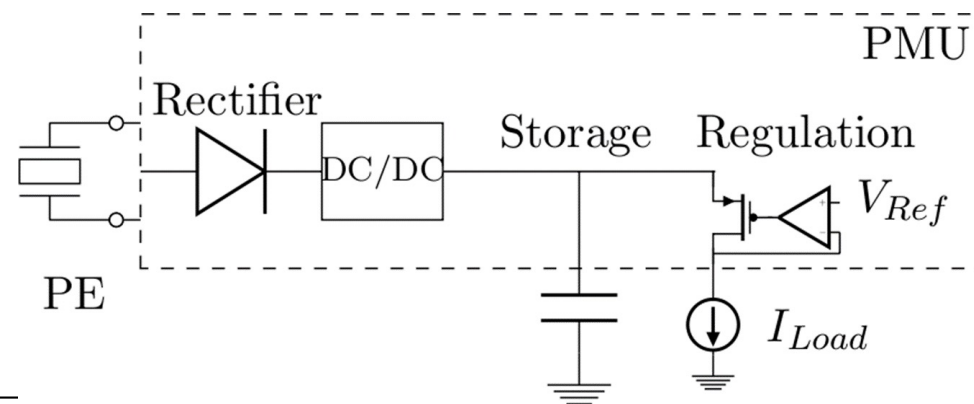 PMU
Rectifier
Storage Regulation
DC/DC
V_Ref
+
-
PE
I_Load